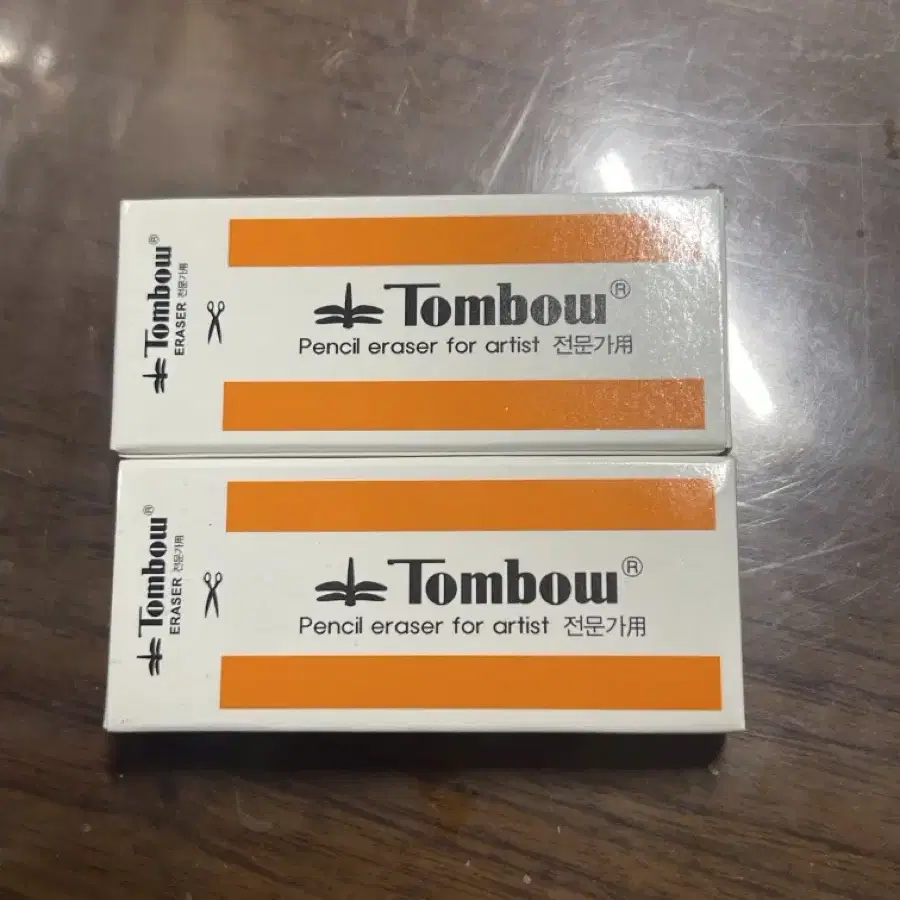 Tombow®
ERASER 전문가用
Tombow®
Pencil eraser for artist 전문가用
Tombow®
ERASER 전문가用
Tombow®
Pencil eraser for artist 전문가用